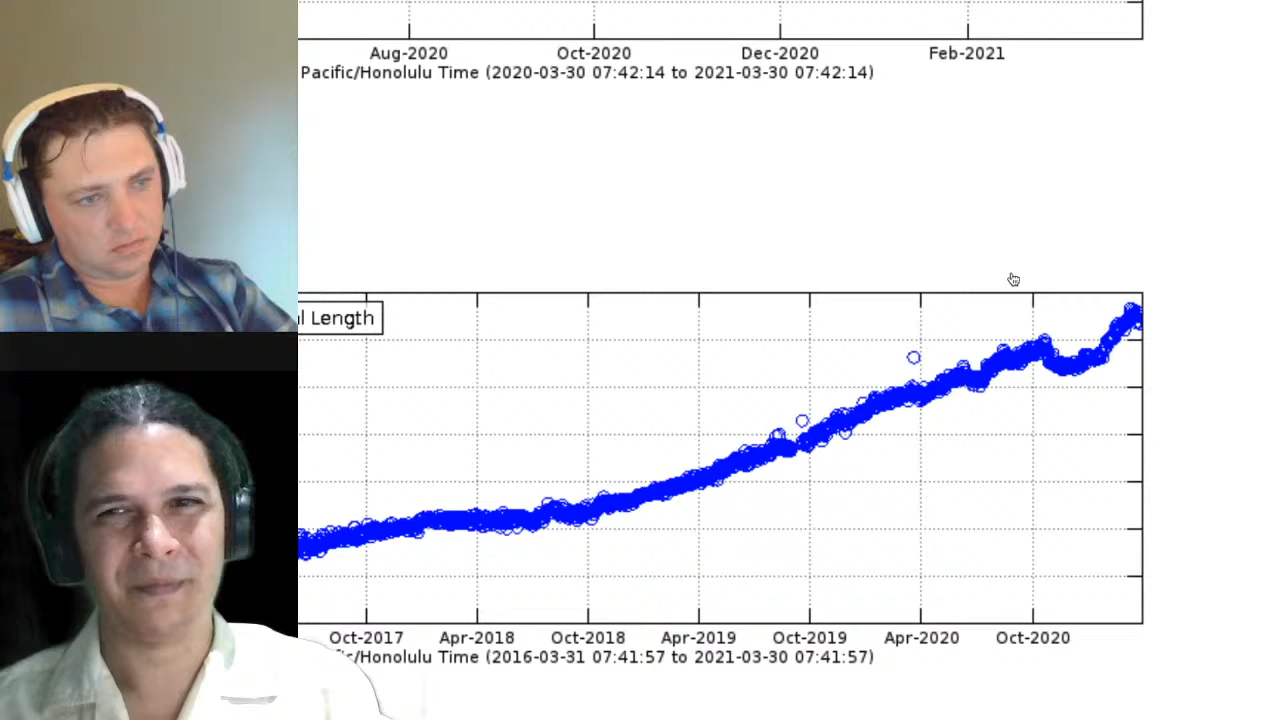 Aug-2020 Oct-2020 Dec-2020 Feb-2021
Pacific/Honolulu Time (2020-03-30 07:42:14 to 2021-03-30 07:42:14)
Length
Oct-2017 Apr-2018 Oct-2018 Apr-2019 Oct-2019 Apr-2020 Oct-2020
/Honolulu Time (2016-03-31 07:41:57 to 2021-03-30 07:41:57)